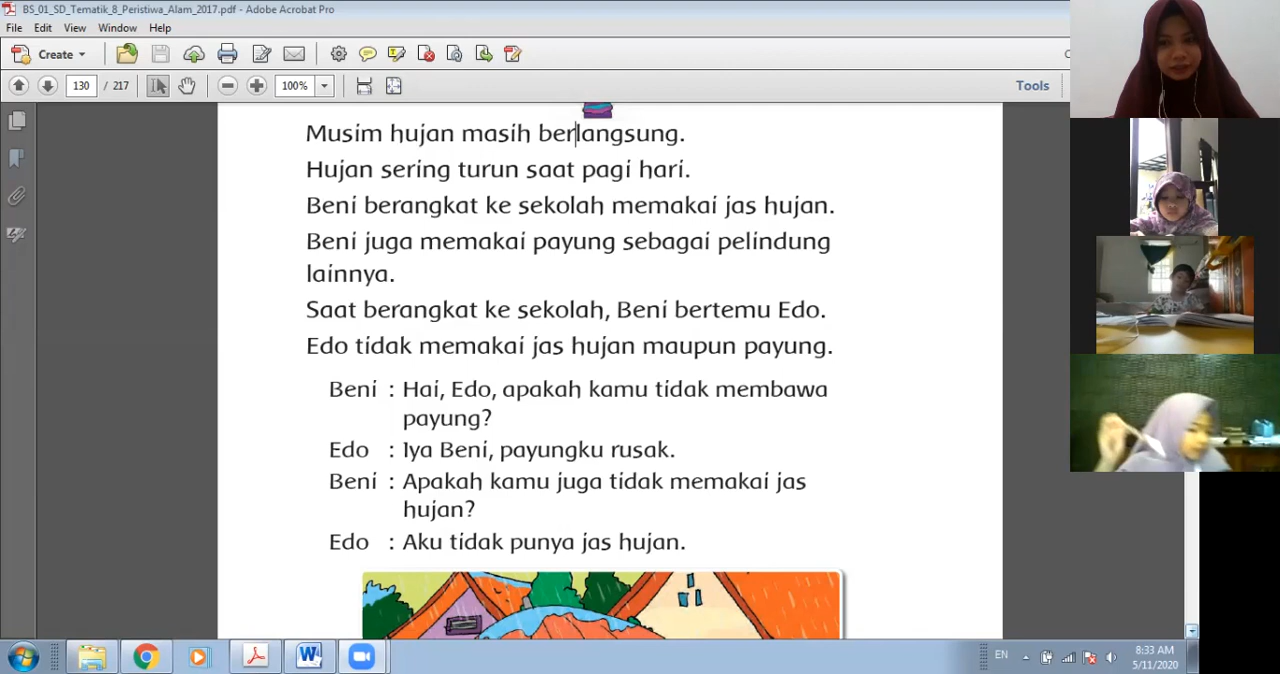 BS_01_SD_Tematik_8_Peristiwa_Alam_2017.pdf - Adobe Acrobat Pro
File Edit View Window Help
Create
130 / 217 100% Tools
Musim hujan masih berlangsung.
Hujan sering turun saat pagi hari.
Beni berangkat ke sekolah memakai jas hujan.
Beni juga memakai payung sebagai pelindung
lainnya.
Saat berangkat ke sekolah, Beni bertemu Edo.
Edo tidak memakai jas hujan maupun payung.
Beni : Hai, Edo, apakah kamu tidak membawa
payung?
Edo : Iya Beni, payungku rusak.
Beni : Apakah kamu juga tidak memakai jas
hujan?
Edo : Aku tidak punya jas hujan.
EN 8:33 AM
5/11/2020